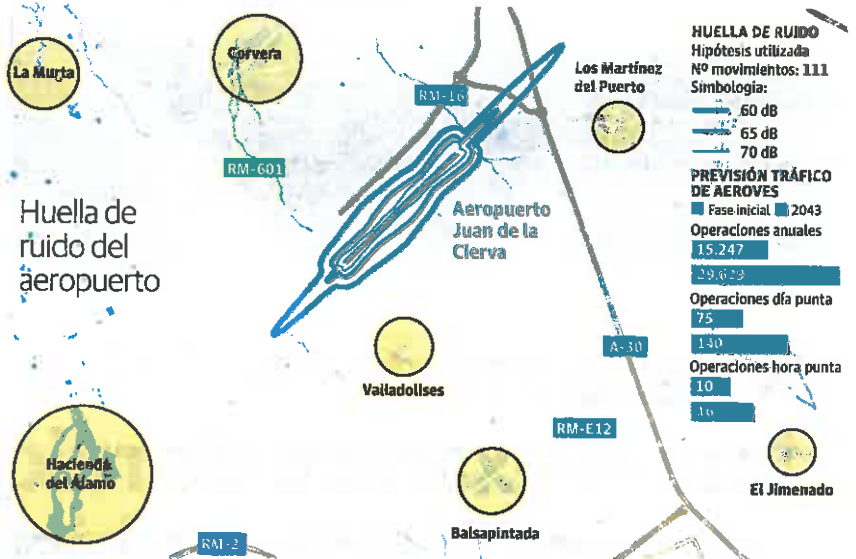 La Murta
Corvera
RM-16
RM-601
Los Martínez
del Puerto
Huella de
ruido del
aeropuerto
Aeropuerto
Juan de la
Cierva
Valladolises
A-30
RM-E12
Hacienda
del Álamo
Balsapintada
El Jimenado
RM-2
HUELLA DE RUIDO
Hipótesis utilizada
Nº movimientos: 111
Simbología:
60 dB
65 dB
70 dB
PREVISIÓN TRÁFICO
DE AEROVES
Fase inicial 2043
Operaciones anuales
15.247
29.629
Operaciones día punta
75
140
Operaciones hora punta
10
16